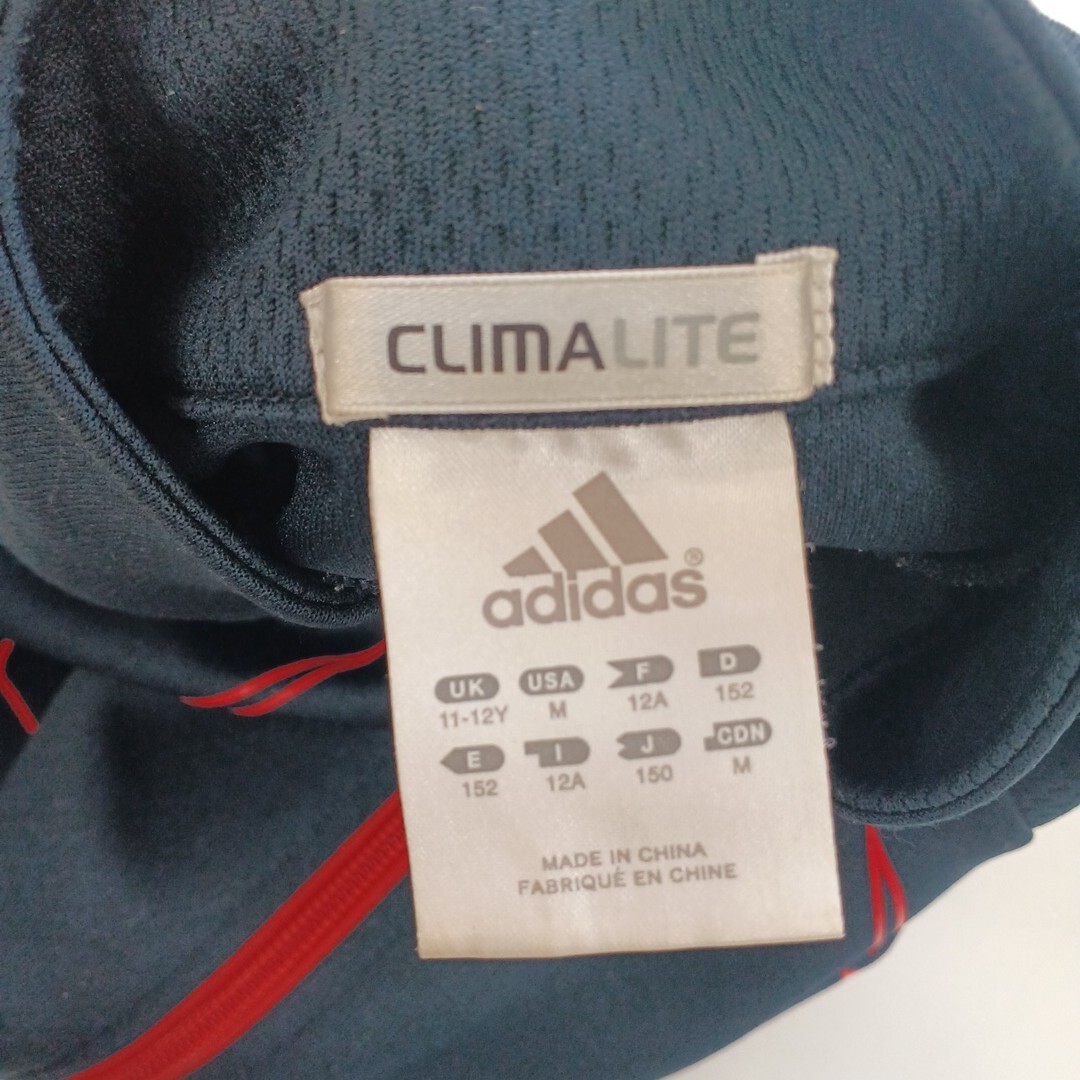 CLIMALITE
adidas®
UK USA F D
11-12Y M 12A 152
E I J CDN
152 12A 150 M
MADE IN CHINA
FABRIQUÉ EN CHINE